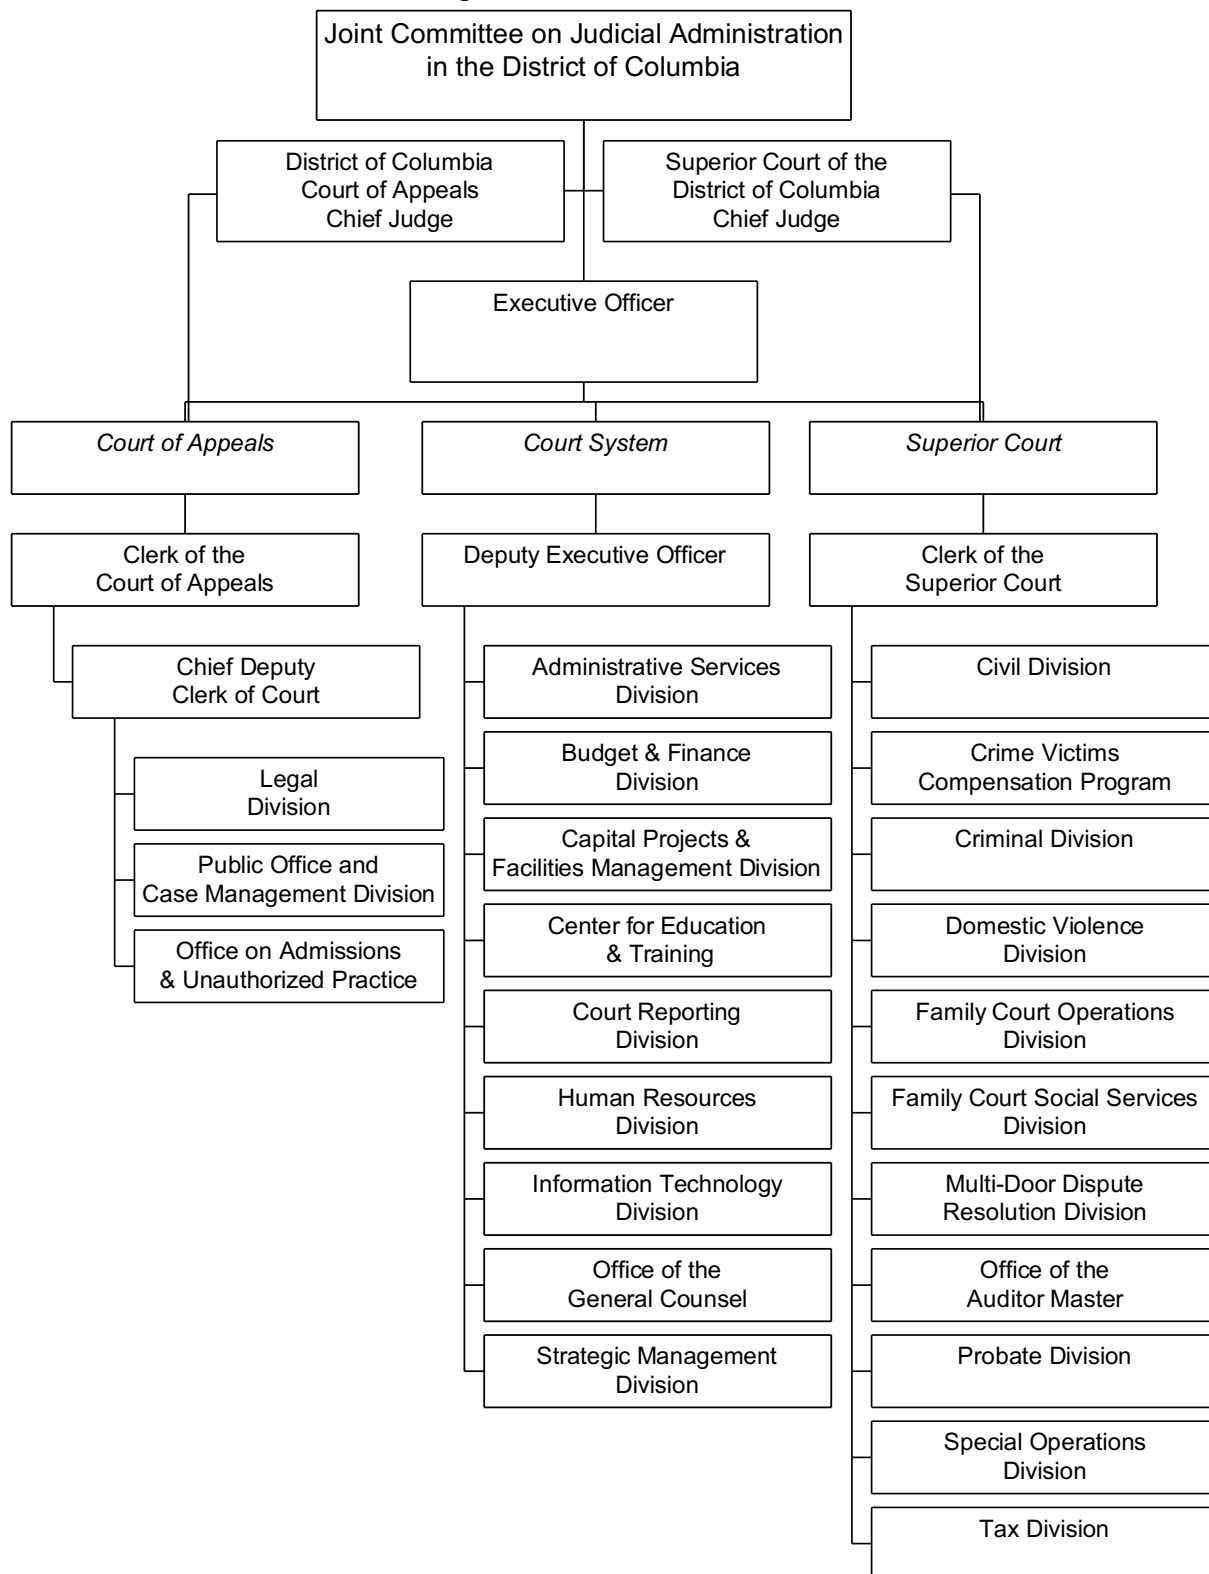 Joint Committee on Judicial Administration
in the District of Columbia
District of Columbia
Court of Appeals
Chief Judge
Superior Court of the
District of Columbia
Chief Judge
Executive Officer
Court of Appeals
Court System
Superior Court
Clerk of the
Court of Appeals
Deputy Executive Officer
Clerk of the
Superior Court
Chief Deputy
Clerk of Court
Legal
Division
Public Office and
Case Management Division
Office on Admissions
& Unauthorized Practice
Administrative Services
Division
Budget & Finance
Division
Capital Projects &
Facilities Management Division
Center for Education
& Training
Court Reporting
Division
Human Resources
Division
Information Technology
Division
Office of the
General Counsel
Strategic Management
Division
Civil Division
Crime Victims
Compensation Program
Criminal Division
Domestic Violence
Division
Family Court Operations
Division
Family Court Social Services
Division
Multi-Door Dispute
Resolution Division
Office of the
Auditor Master
Probate Division
Special Operations
Division
Tax Division